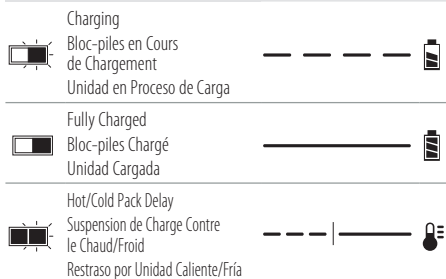 Charging
Bloc-piles en Cours
de Chargement
Unidad en Proceso de Carga
Fully Charged
Bloc-piles Chargé
Unidad Cargada
Hot/Cold Pack Delay
Suspension de Charge Contre
le Chaud/Froid
Restraso por Unidad Caliente/Fría